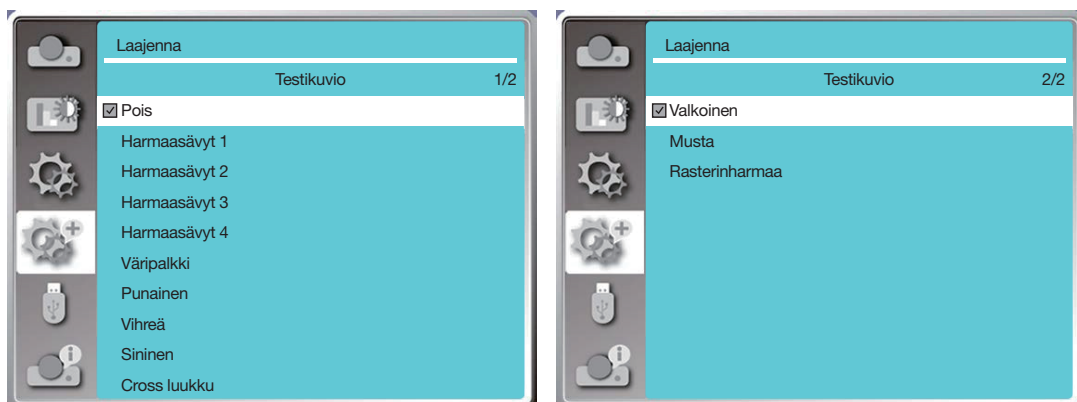 Laajenna
Testikuvio 1/2
Pois
Harmaasävyt 1
Harmaasävyt 2
Harmaasävyt 3
Harmaasävyt 4
Väripalkki
Punainen
Vihreä
Sininen
Cross luukku
Laajenna
Testikuvio 2/2
Valkoinen
Musta
Rasterinharmaa